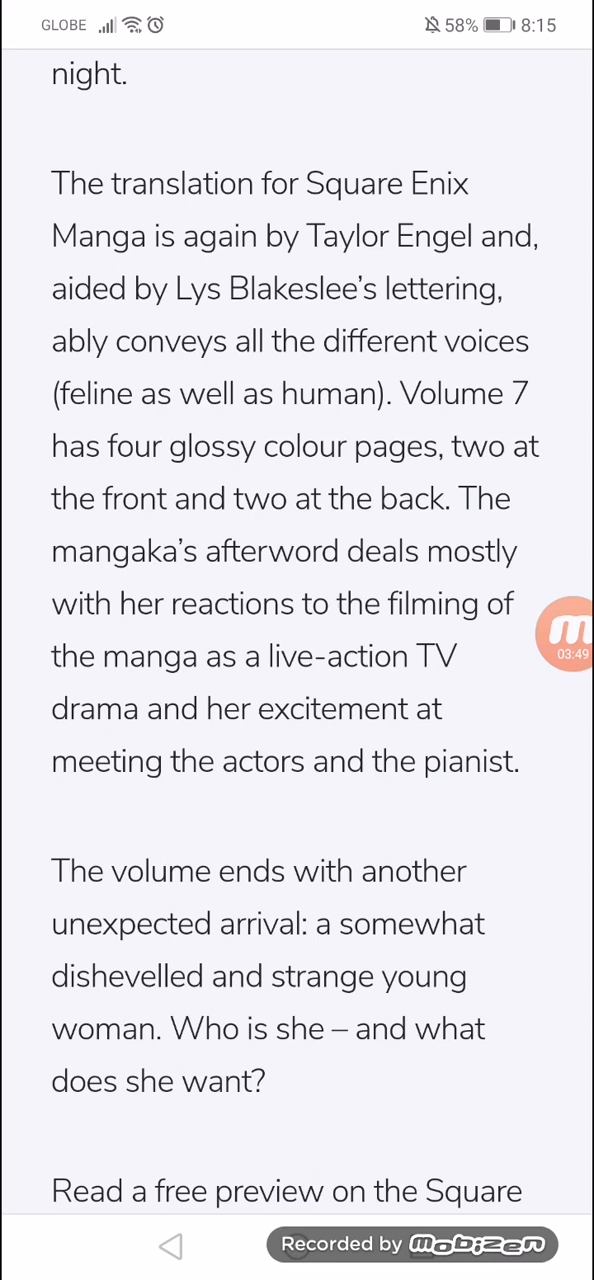 GLOBE 58% 8:15
night.
The translation for Square Enix
Manga is again by Taylor Engel and,
aided by Lys Blakeslee’s lettering,
ably conveys all the different voices
(feline as well as human). Volume 7
has four glossy colour pages, two at
the front and two at the back. The
mangaka’s afterword deals mostly
with her reactions to the filming of
the manga as a live-action TV
03:49
drama and her excitement at
meeting the actors and the pianist.
The volume ends with another
unexpected arrival: a somewhat
dishevelled and strange young
woman. Who is she – and what
does she want?
Read a free preview on the Square
Recorded by mobizen